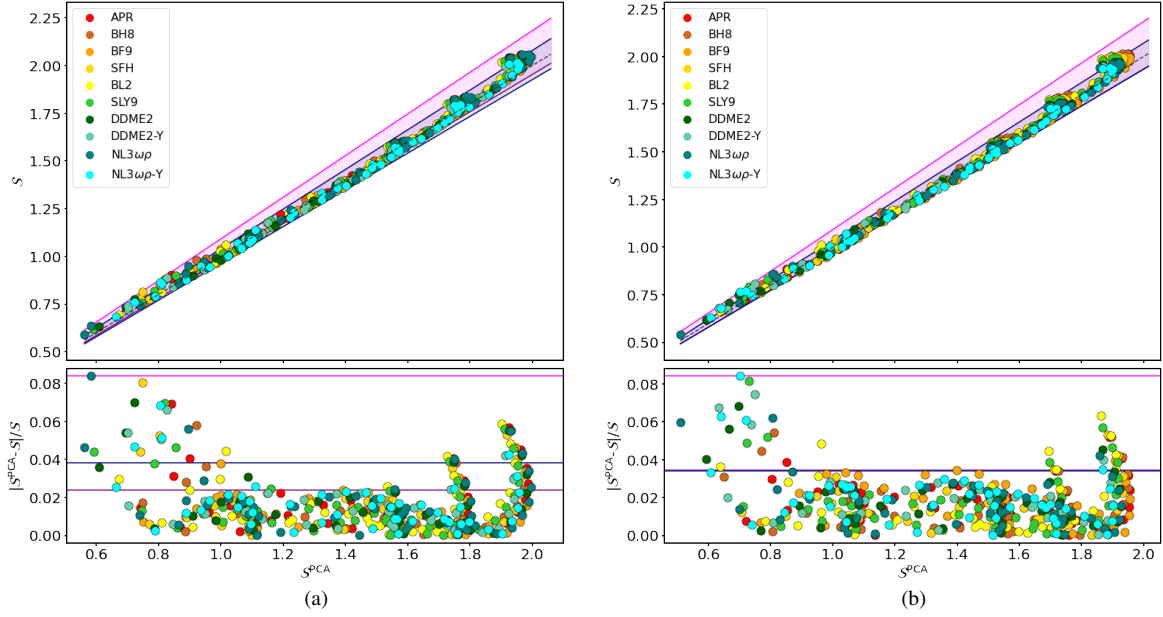 2.25
2.00
1.75
1.50
1.25
1.00
0.75
0.50
S
APR
BH8
BF9
SFH
BL2
SLY9
DDME2
DDME2-Y
NL3ωρ
NL3ωρ-Y
0.08
0.06
0.04
0.02
0.00
|S^PCA-S|/S
0.6 0.8 1.0 1.2 1.4 1.6 1.8 2.0
S^PCA
(a)
2.25
2.00
1.75
1.50
1.25
1.00
0.75
0.50
S
APR
BH8
BF9
SFH
BL2
SLY9
DDME2
DDME2-Y
NL3ωρ
NL3ωρ-Y
0.08
0.06
0.04
0.02
0.00
|S^PCA-S|/S
0.6 0.8 1.0 1.2 1.4 1.6 1.8 2.0
S^PCA
(b)